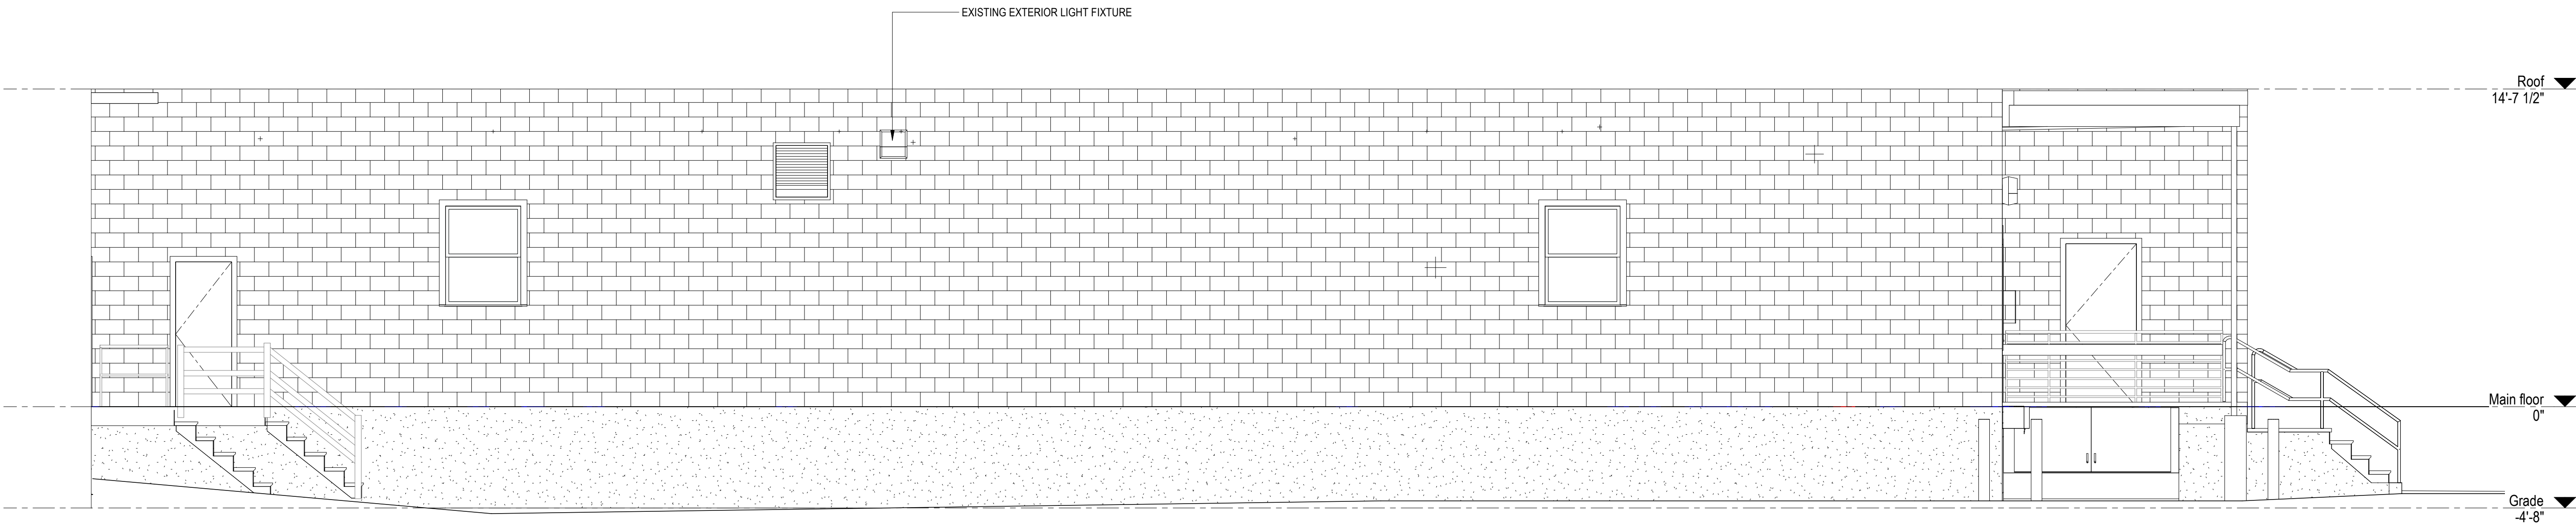 EXISTING EXTERIOR LIGHT FIXTURE
Roof
14'-7 1/2"
Main floor
0"
Grade
-4'-8"